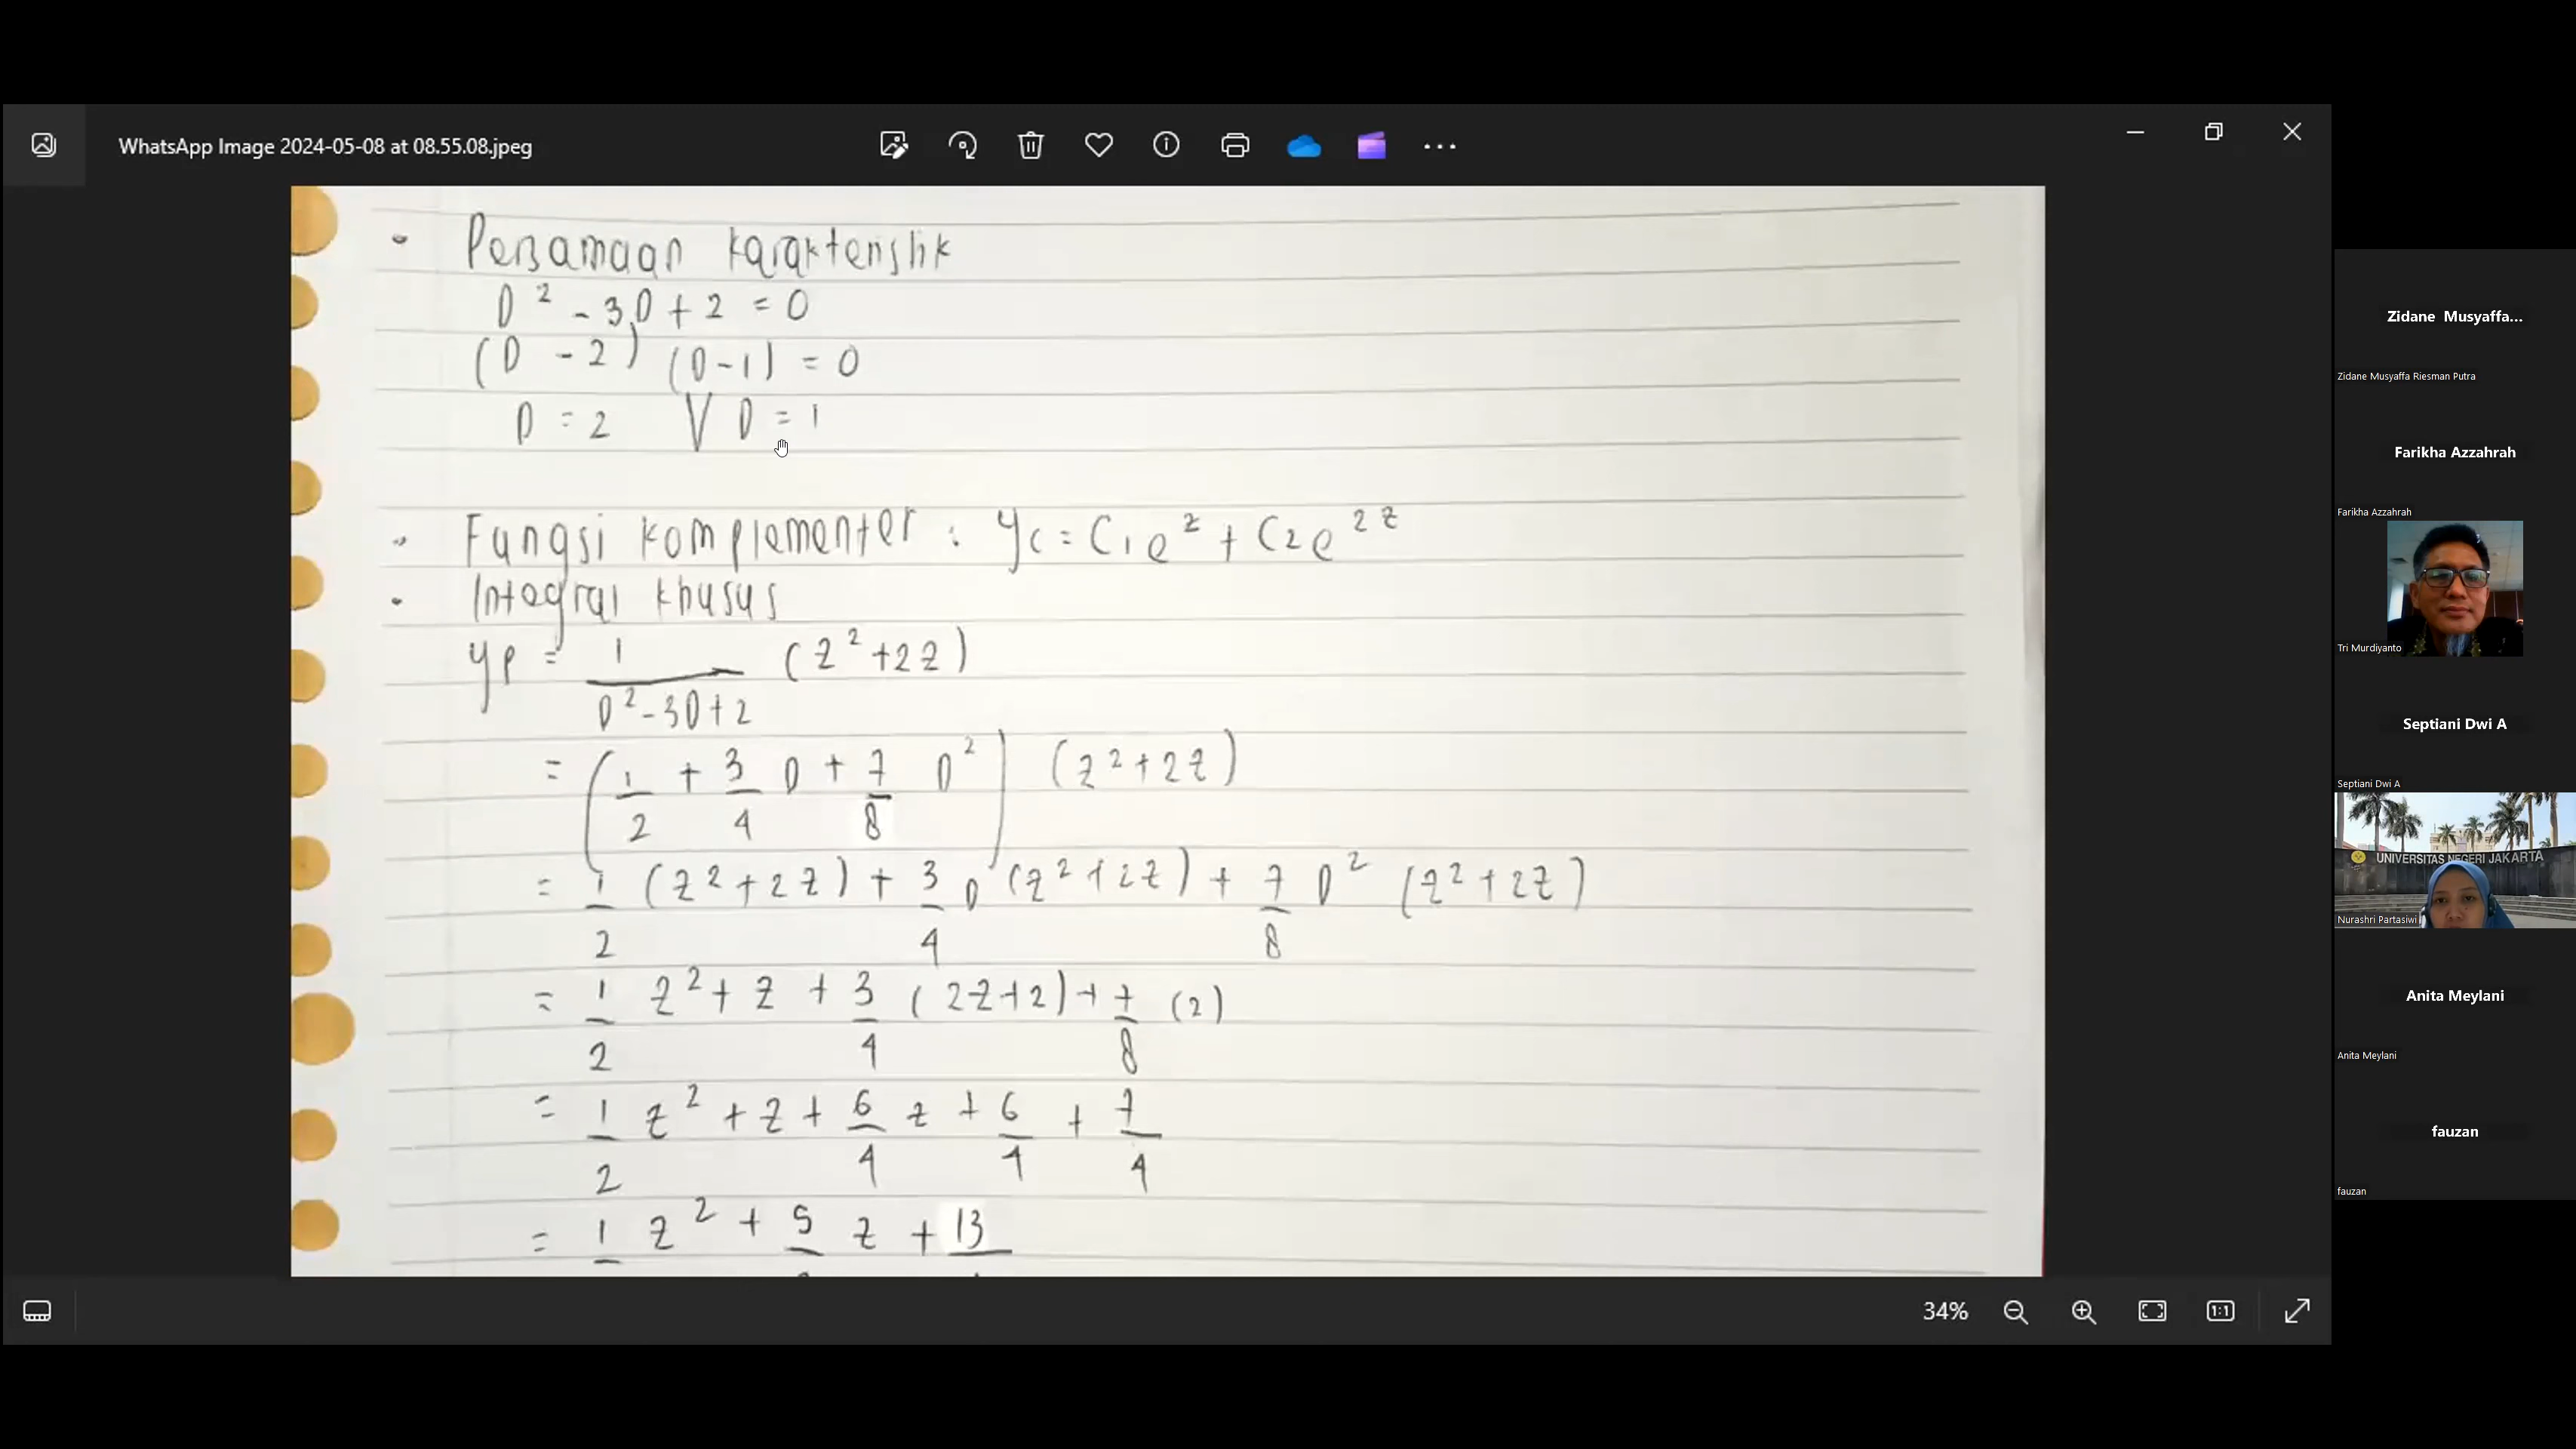 WhatsApp Image 2024-05-08 at 08.55.08.jpeg
- Persamaan karakteristik
D² - 3D + 2 = 0
(D - 2) (D-1) = 0
D = 2 V D = 1
- Fungsi komplementer : yc = C1e^z + C2e^2z
- Integral khusus
yp = 1/(D²-3D+2) (z²+2z)
= (1/2 + 3/4 D + 7/8 D²) (z²+2z)
= 1/2 (z²+2z) + 3/4 D (z²+2z) + 7/8 D² (z²+2z)
= 1/2 z² + z + 3/4 (2z+2) + 7/8 (2)
= 1/2 z² + z + 6/4 z + 6/4 + 7/4
= 1 z² + 5 z + 13
34%
1:1
Zidane Musyaffa...
Zidane Musyaffa Riesman Putra
Farikha Azzahrah
Farikha Azzahrah
Tri Murdiyanto
Septiani Dwi A
Septiani Dwi A
UNIVERSITAS NEGERI JAKARTA
Nurashri Partasiwi
Anita Meylani
Anita Meylani
fauzan
fauzan